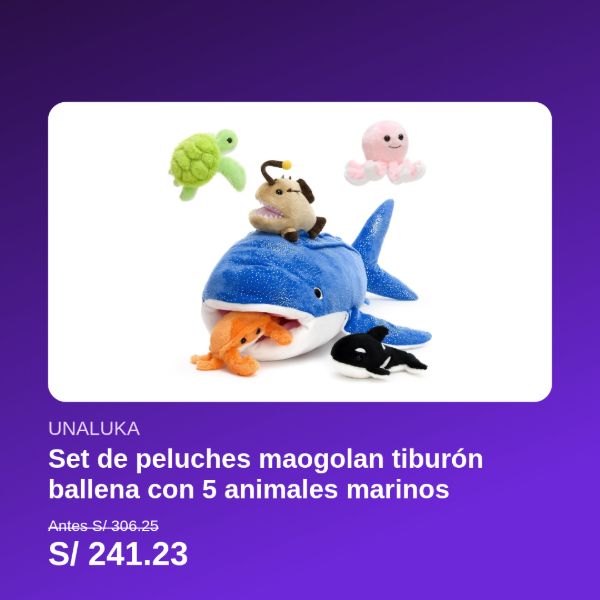 UNALUKA
Set de peluches maogolan tiburón
ballena con 5 animales marinos
Antes S/ 306.25
S/ 241.23